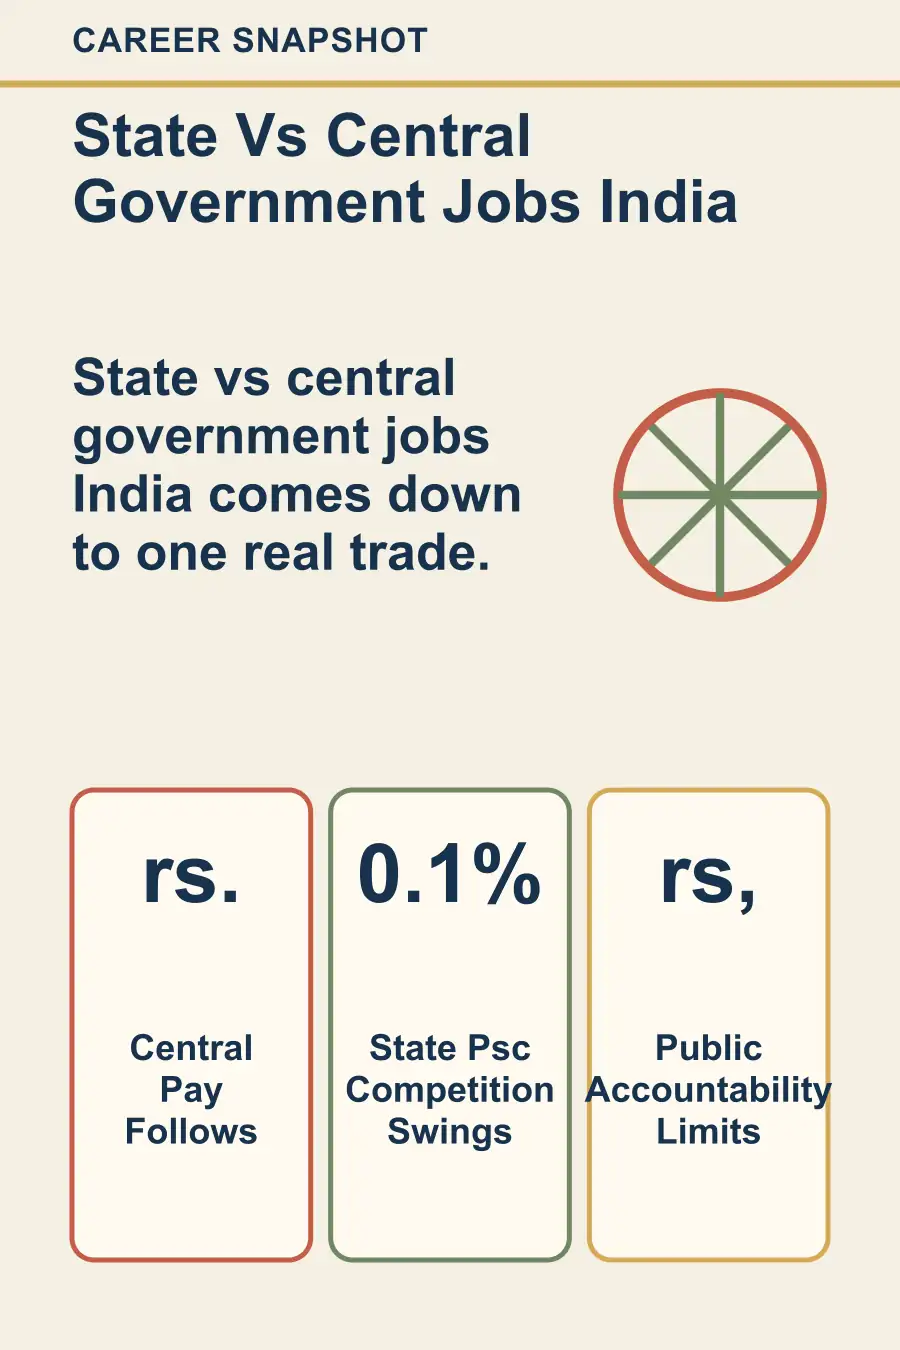 CAREER SNAPSHOT
State Vs Central
Government Jobs India
State vs central
government jobs
India comes down
to one real trade.
rs.
Central
Pay
Follows
0.1%
State Psc
Competition
Swings
rs,
Public
Accountability
Limits